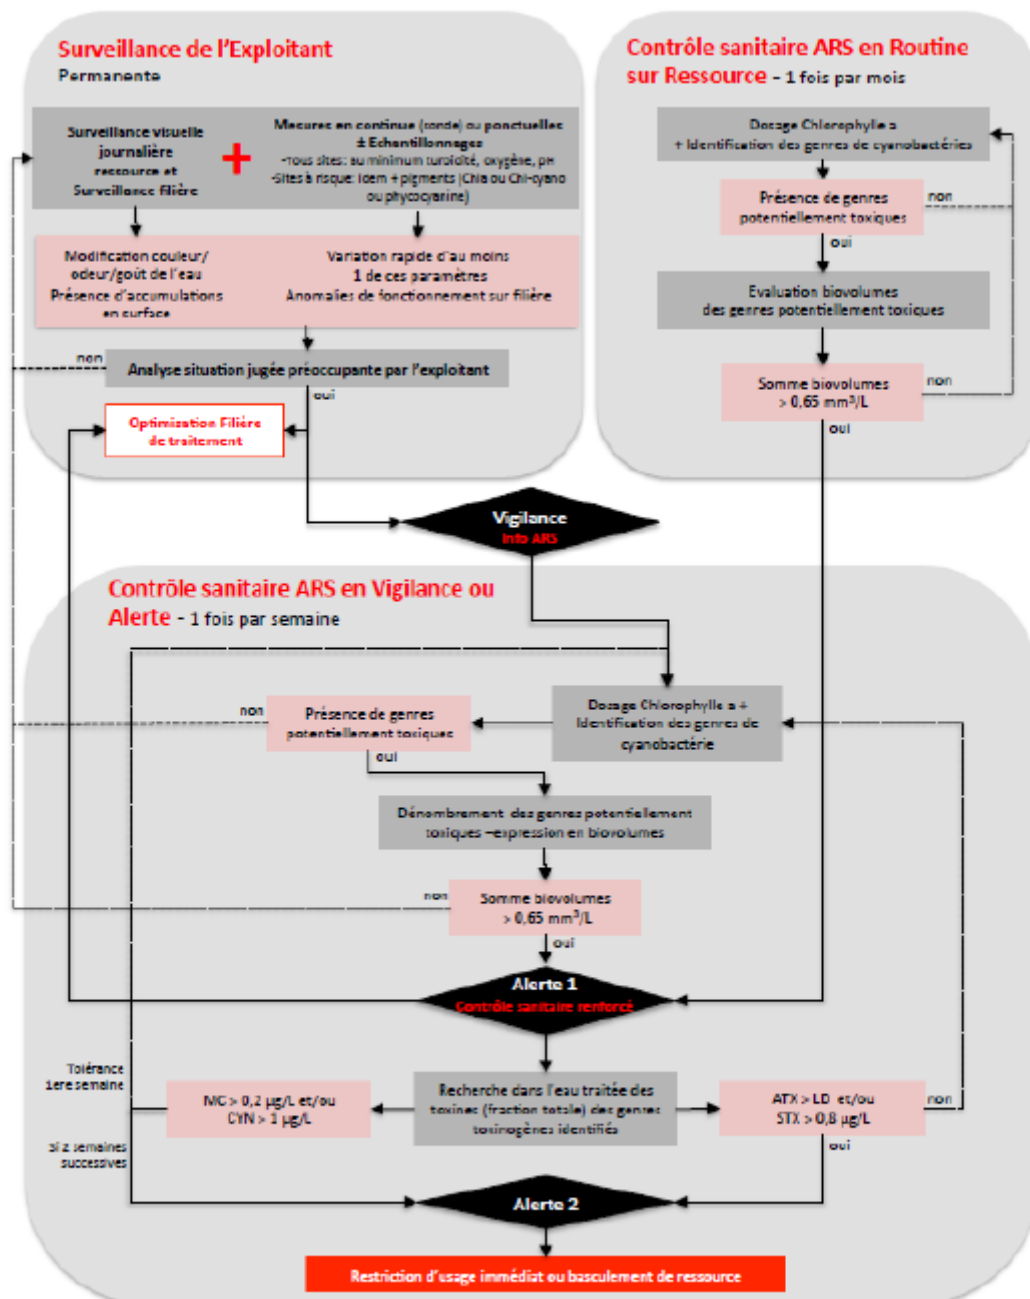 Surveillance de l'Exploitant
Permanente
Surveillance visuelle
journalière
ressource et
Surveillance filière
+
Mesures en continue (sonde) ou ponctuelles
± Echantillonnages
-Tous sites: au minimum turbidité, oxygène, pH
-Sites à risque: idem + pigments (Chla ou Chl-cyano
ou phycocyanine)
Modification couleur/
odeur/goût de l'eau
Présence d'accumulations
en surface
Variation rapide d'au moins
1 de ces paramètres
Anomalies de fonctionnement sur filière
non
Analyse situation jugée préoccupante par l'exploitant
oui
Optimization Filière
de traitement
Contrôle sanitaire ARS en Routine
sur Ressource - 1 fois par mois
Dosage Chlorophylle a
+ Identification des genres de cyanobactéries
Présence de genres
potentiellement toxiques
non
oui
Evaluation biovolumes
des genres potentiellement toxiques
Somme biovolumes
> 0,65 mm³/L
non
oui
Vigilance
Info ARS
Contrôle sanitaire ARS en Vigilance ou
Alerte - 1 fois par semaine
non
Présence de genres
potentiellement toxiques
oui
Dosage Chlorophylle a +
Identification des genres de
cyanobactérie
Dénombrement des genres potentiellement
toxiques –expression en biovolumes
non
Somme biovolumes
> 0,65 mm³/L
oui
Alerte 1
Contrôle sanitaire renforcé
Tolérance
1ere semaine
MC > 0,2 µg/L et/ou
CYN > 1 µg/L
Recherche dans l'eau traitée des
toxines (fraction totale) des genres
toxinogènes identifiés
ATX > LD et/ou
STX > 0,8 µg/L
non
oui
Si 2 semaines
successives
Alerte 2
Restriction d'usage immédiat ou basculement de ressource